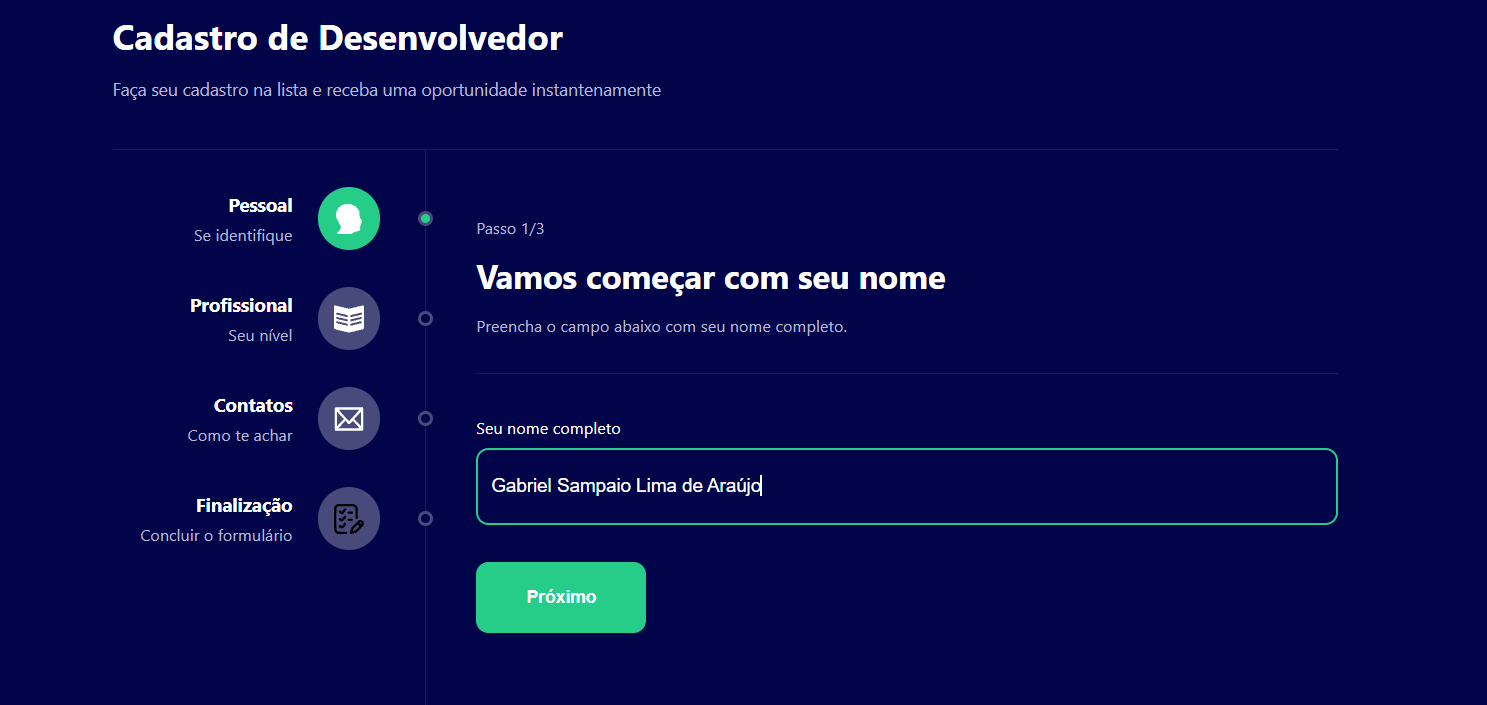 Cadastro de Desenvolvedor
Faça seu cadastro na lista e receba uma oportunidade instantenamente
Pessoal
Se identifique
Profissional
Seu nível
Contatos
Como te achar
Finalização
Concluir o formulário
Passo 1/3
Vamos começar com seu nome
Preencha o campo abaixo com seu nome completo.
Seu nome completo
Gabriel Sampaio Lima de Araújo
Próximo